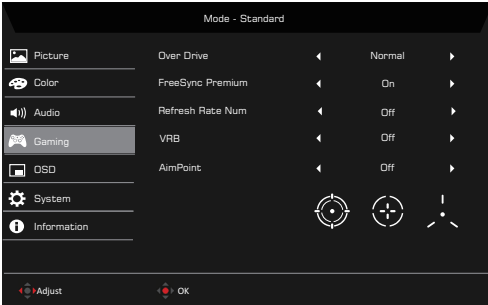 Mode - Standard
Picture
Over Drive Normal
Color
FreeSync Premium On
Audio
Refresh Rate Num Off
Gaming
VRB Off
OSD
AimPoint Off
System
Information
Adjust OK